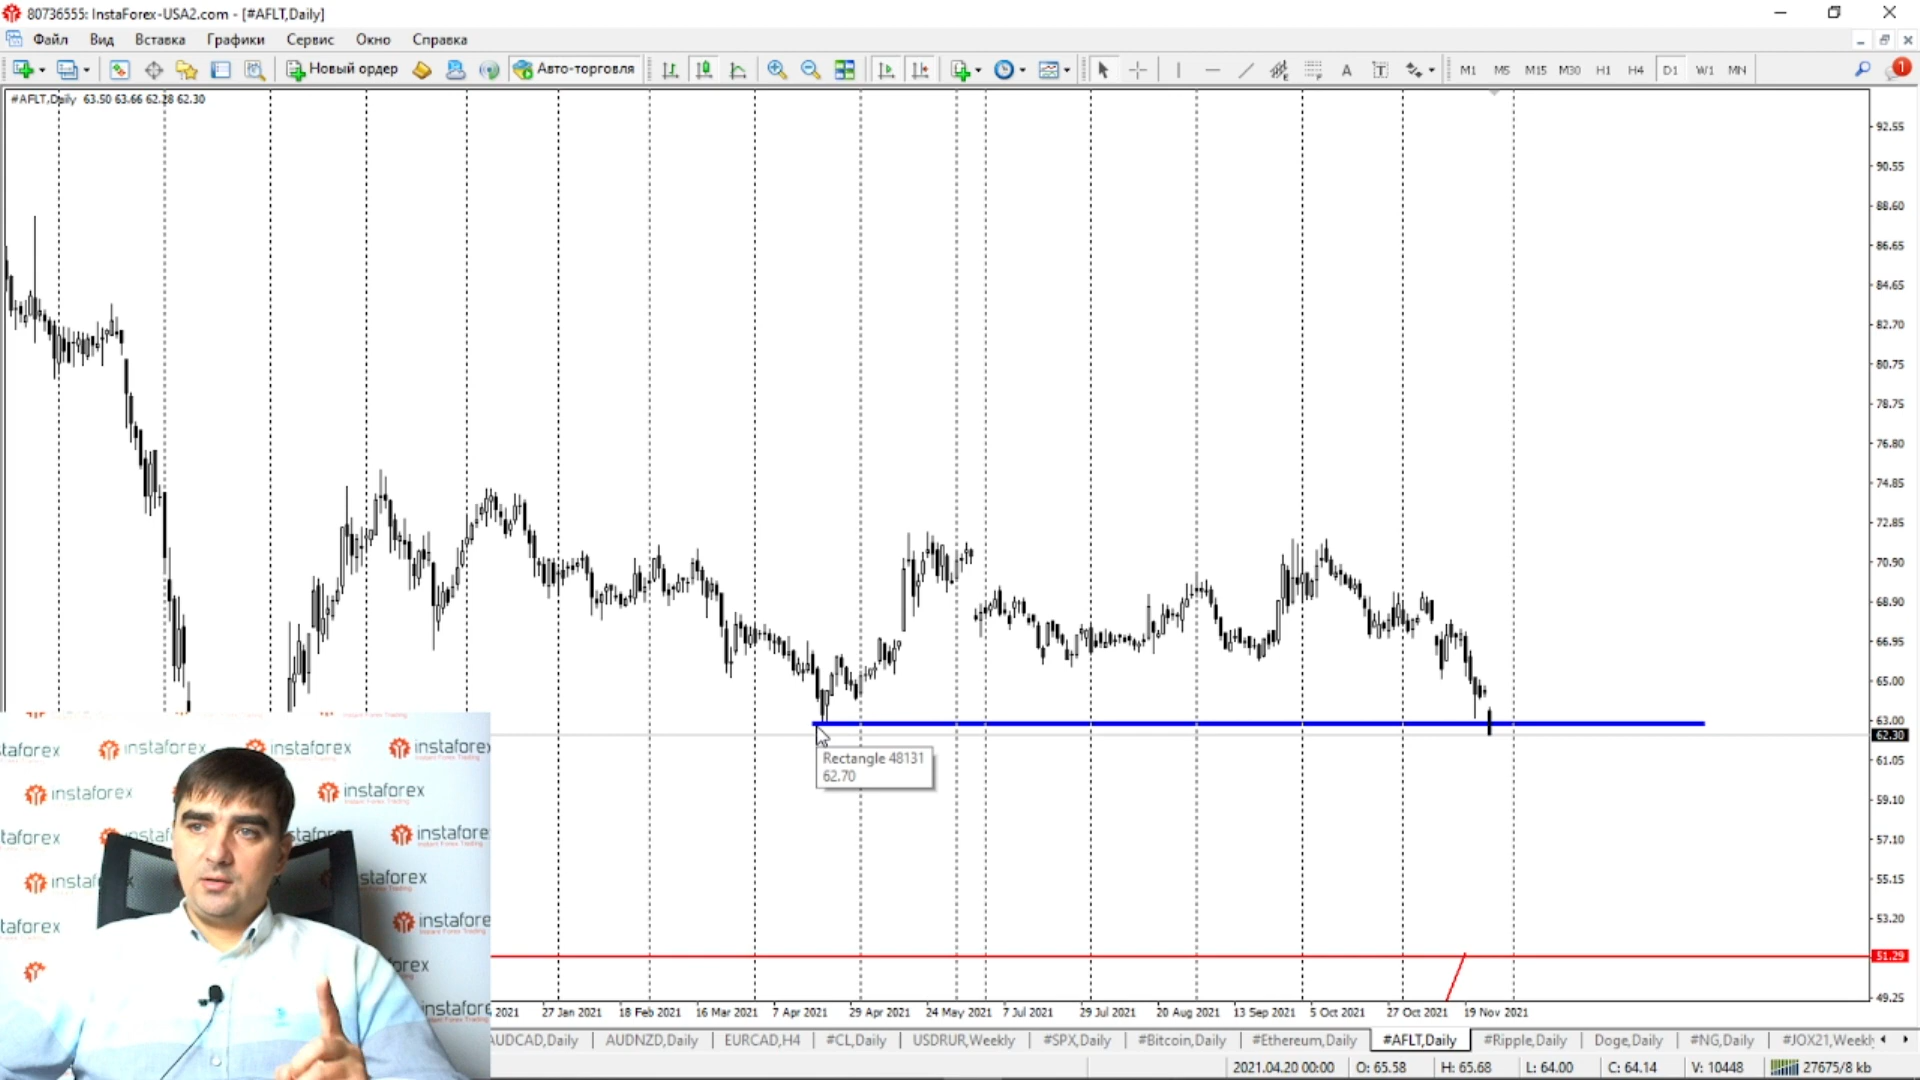 80736555: InstaForex-USA2.com - [#AFLT,Daily]
Файл Вид Вставка Графики Сервис Окно Справка
Новый ордер Авто-торговля A T M1 M5 M15 M30 H1 H4 D1 W1 MN 1
#AFLT,Daily 63.50 63.66 62.28 62.30
92.55
90.55
88.60
86.65
84.65
82.70
80.75
78.75
76.80
74.85
72.85
70.90
68.90
66.95
65.00
63.00
62.30
61.05
59.10
57.10
55.15
53.20
51.29
49.25
Rectangle 48131
62.70
staforex instaforex instaforex instaforex
instaforex instaforex
instaforex
instaforex
2021 27 Jan 2021 18 Feb 2021 16 Mar 2021 7 Apr 2021 29 Apr 2021 24 May 2021 7 Jul 2021 29 Jul 2021 20 Aug 2021 13 Sep 2021 5 Oct 2021 27 Oct 2021 19 Nov 2021
AUDCAD,Daily AUDNZD,Daily EURCAD,H4 #CL,Daily USDRUR,Weekly #SPX,Daily #Bitcoin,Daily #Ethereum,Daily #AFLT,Daily #Ripple,Daily Doge,Daily #NG,Daily #JOX21,Weekly
2021.04.20 00:00 O: 65.58 H: 65.68 L: 64.00 C: 64.14 V: 10448 27675/8 kb